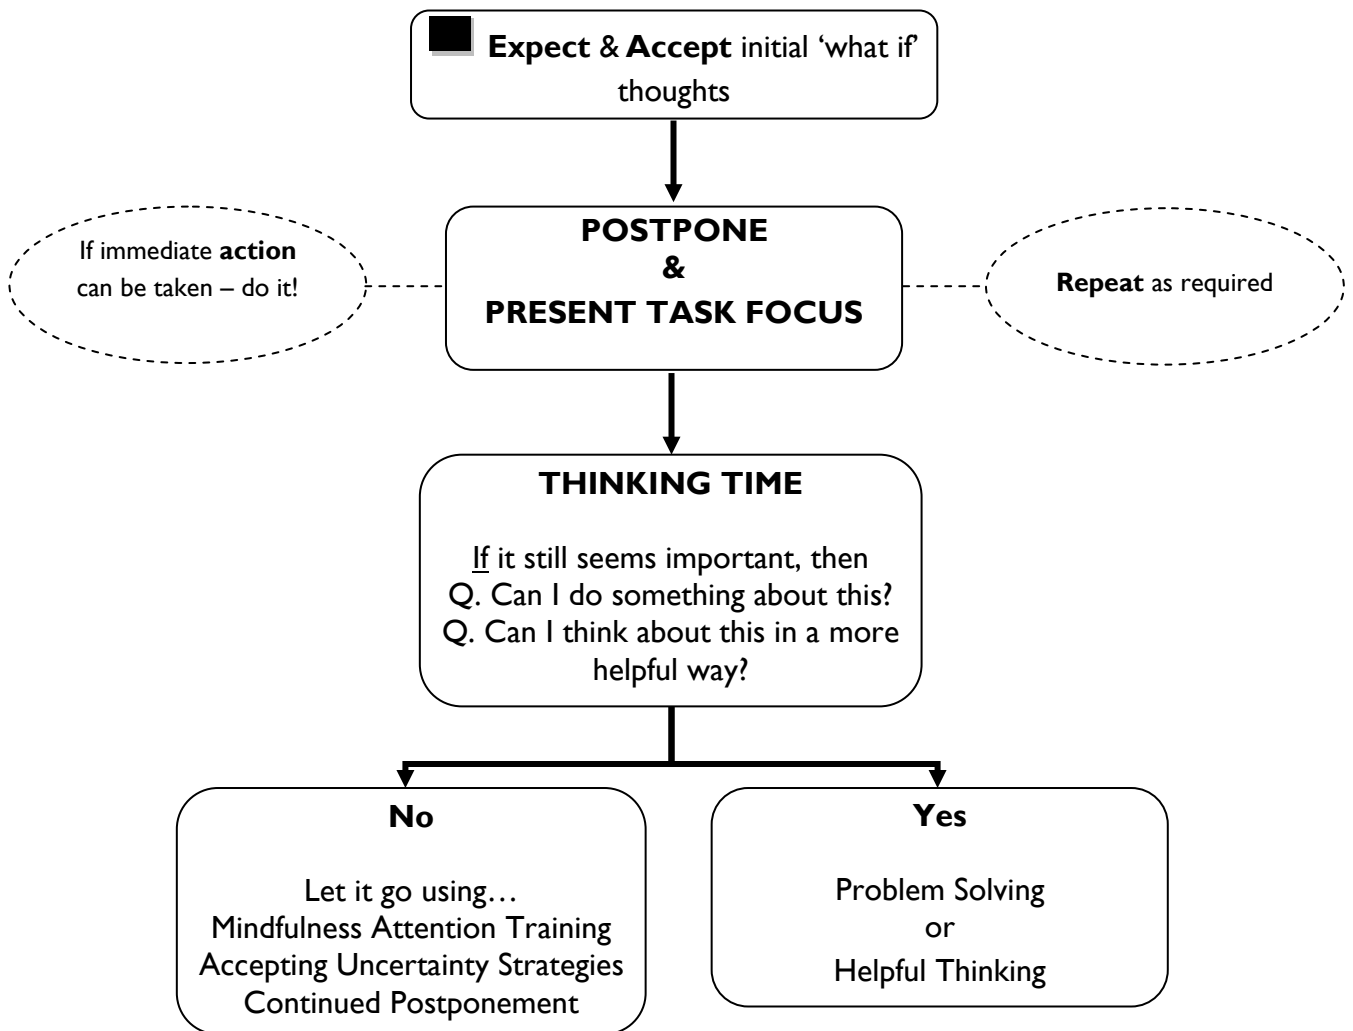 Expect & Accept initial ‘what if’
thoughts
If immediate action
can be taken – do it!
POSTPONE
&
PRESENT TASK FOCUS
Repeat as required
THINKING TIME
If it still seems important, then
Q. Can I do something about this?
Q. Can I think about this in a more
helpful way?
No
Let it go using…
Mindfulness Attention Training
Accepting Uncertainty Strategies
Continued Postponement
Yes
Problem Solving
or
Helpful Thinking